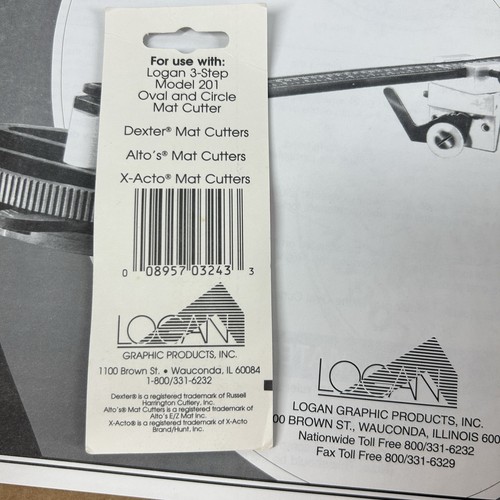 For use with:
Logan 3-Step
Model 201
Oval and Circle
Mat Cutter
Dexter® Mat Cutters
Alto's® Mat Cutters
X-Acto® Mat Cutters
0 08957 03243 3
LOGAN
GRAPHIC PRODUCTS, INC.
1100 Brown St. • Wauconda, IL 60084
1-800/331-6232
Dexter® is a registered trademark of Russell
Harrington Cutlery, Inc.
Alto's® Mat Cutters is a registered trademark of
Alto's E/Z Mat Inc.
X-Acto® is a registered trademark of X-Acto
Brand/Hunt, Inc.
LOGAN
LOGAN GRAPHIC PRODUCTS, INC.
00 BROWN ST., WAUCONDA, ILLINOIS 600
Nationwide Toll Free 800/331-6232
Fax Toll Free 800/331-6329